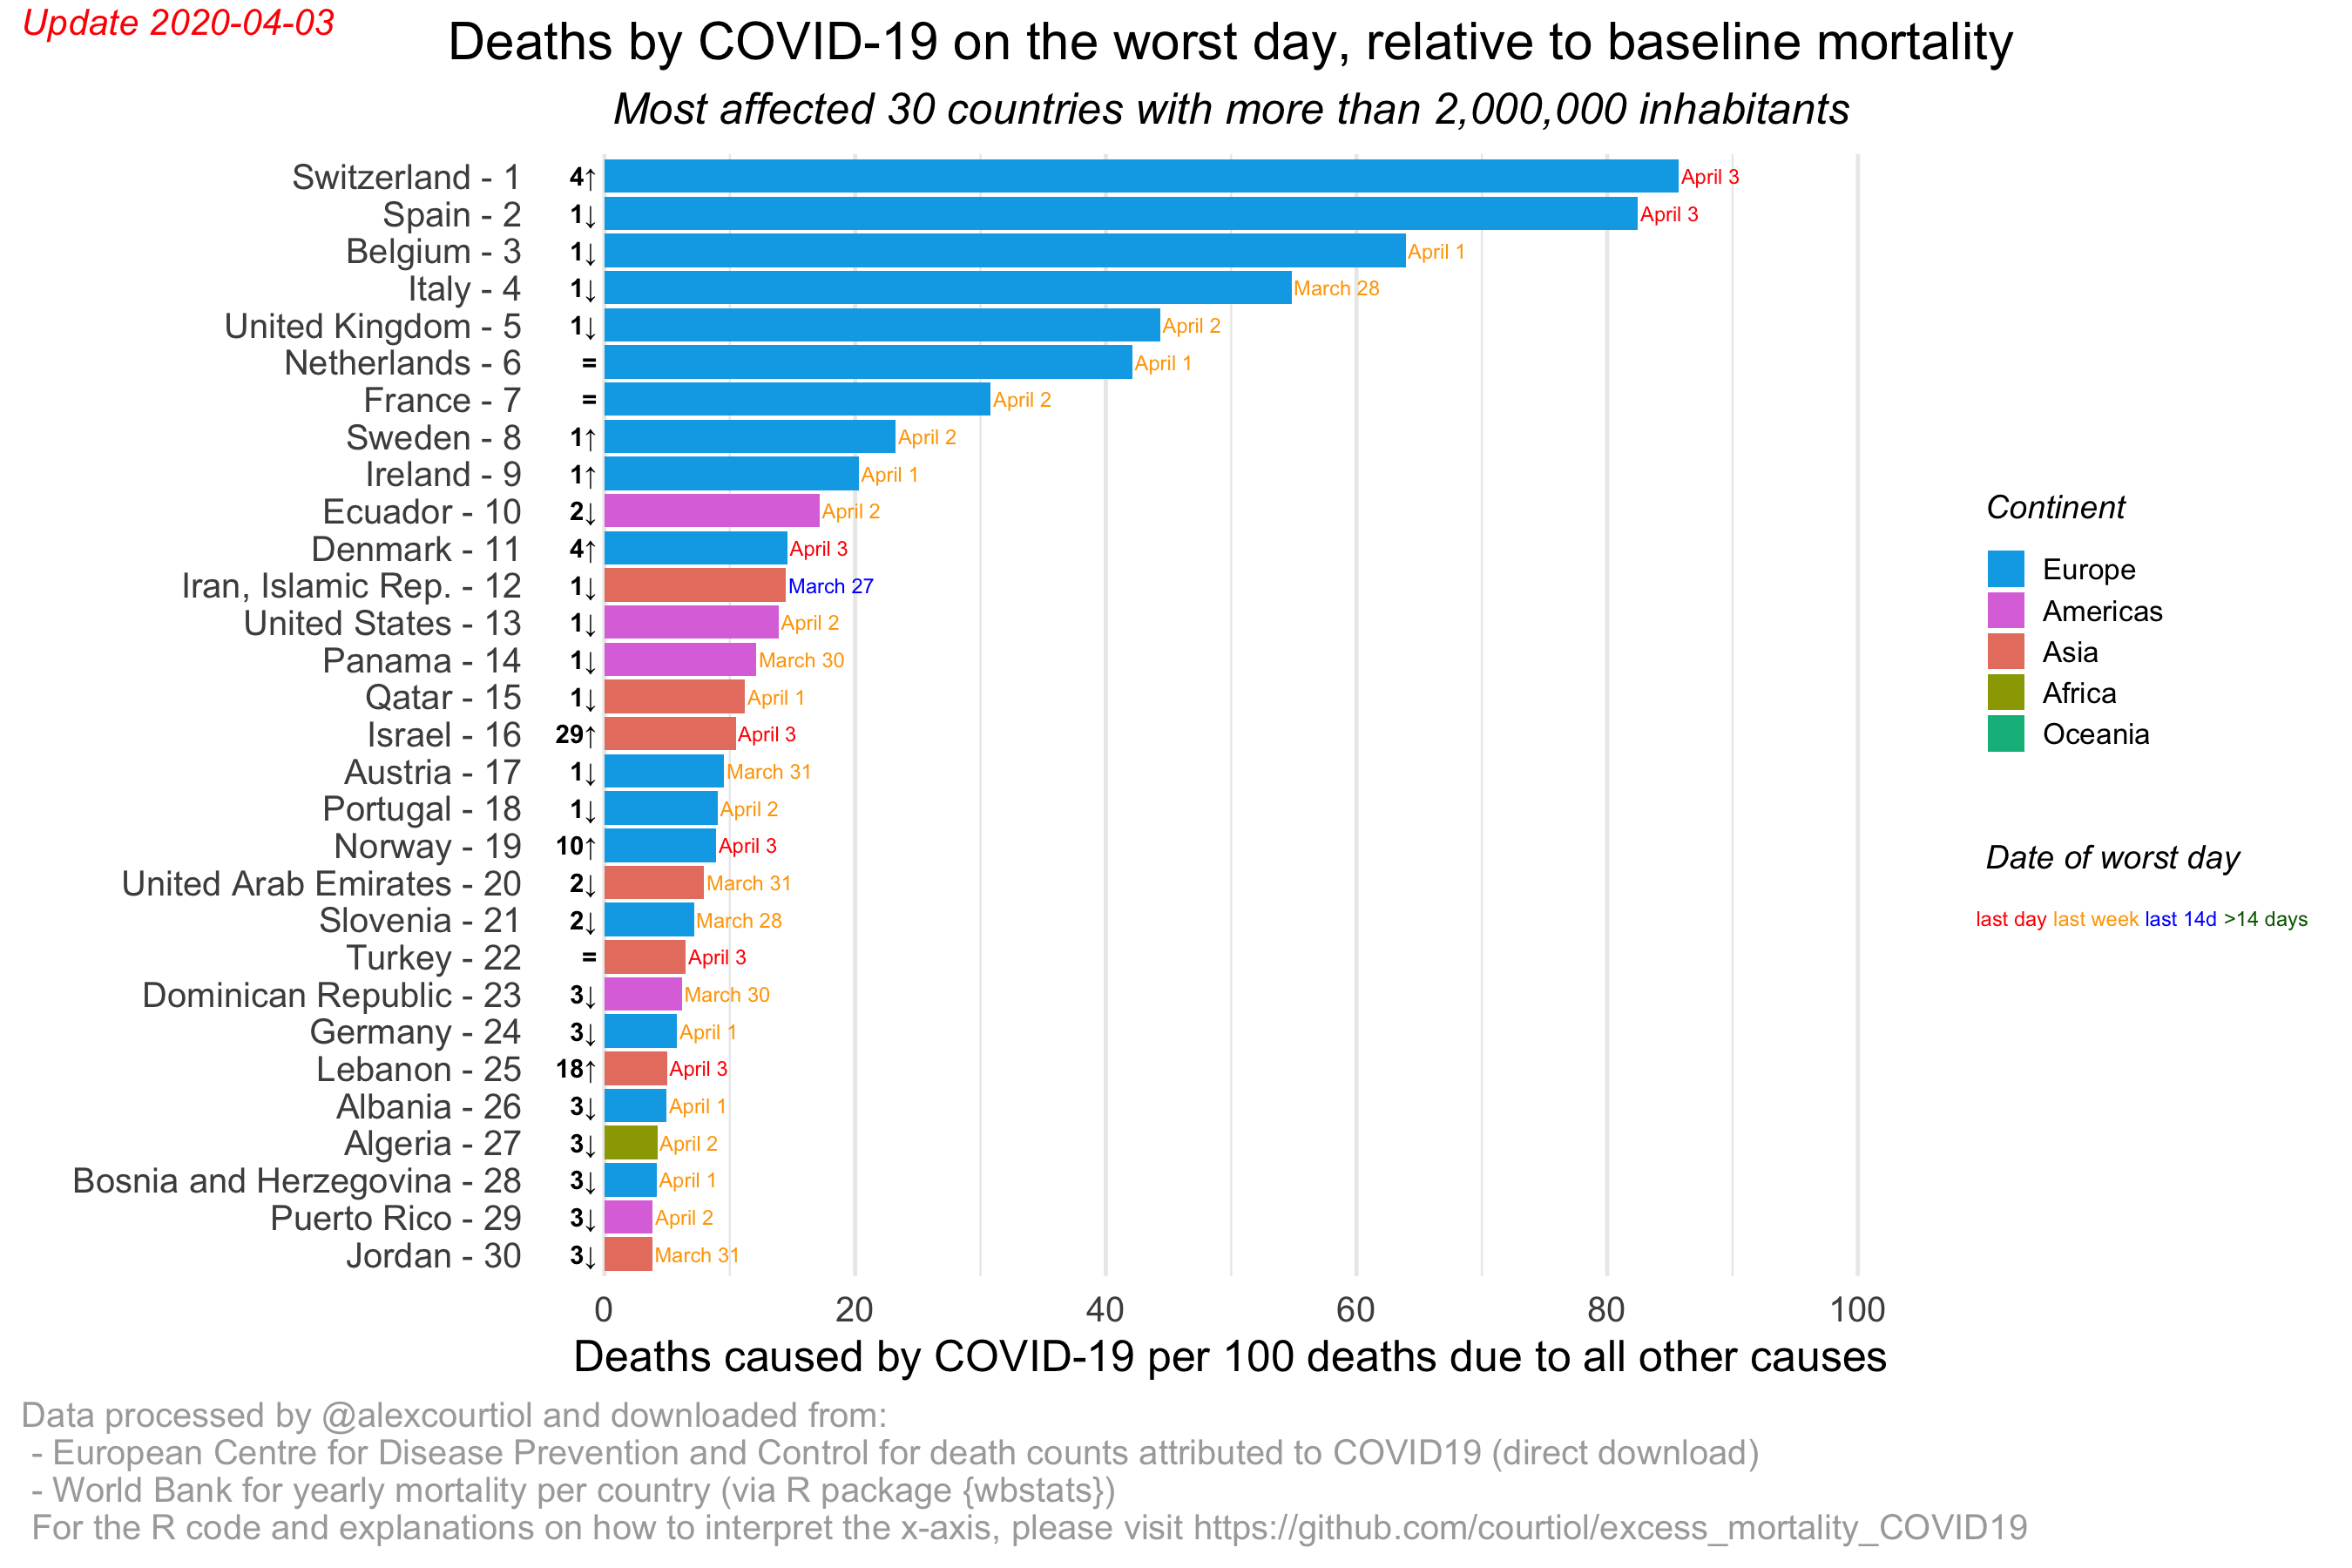 Update 2020-04-03
Deaths by COVID-19 on the worst day, relative to baseline mortality
Most affected 30 countries with more than 2,000,000 inhabitants
Switzerland - 1 4↑ April 3
Spain - 2 1↓ April 3
Belgium - 3 1↓ April 1
Italy - 4 1↓ March 28
United Kingdom - 5 1↓ April 2
Netherlands - 6 = April 1
France - 7 = April 2
Sweden - 8 1↑ April 2
Ireland - 9 1↑ April 1
Ecuador - 10 2↓ April 2
Denmark - 11 4↑ April 3
Iran, Islamic Rep. - 12 1↓ March 27
United States - 13 1↓ April 2
Panama - 14 1↓ March 30
Qatar - 15 1↓ April 1
Israel - 16 29↑ April 3
Austria - 17 1↓ March 31
Portugal - 18 1↓ April 2
Norway - 19 10↑ April 3
United Arab Emirates - 20 2↓ March 31
Slovenia - 21 2↓ March 28
Turkey - 22 = April 3
Dominican Republic - 23 3↓ March 30
Germany - 24 3↓ April 1
Lebanon - 25 18↑ April 3
Albania - 26 3↓ April 1
Algeria - 27 3↓ April 2
Bosnia and Herzegovina - 28 3↓ April 1
Puerto Rico - 29 3↓ April 2
Jordan - 30 3↓ March 31
0 20 40 60 80 100
Deaths caused by COVID-19 per 100 deaths due to all other causes
Continent
Europe
Americas
Asia
Africa
Oceania
Date of worst day
last day last week last 14d >14 days
Data processed by @alexcourtiol and downloaded from:
- European Centre for Disease Prevention and Control for death counts attributed to COVID19 (direct download)
- World Bank for yearly mortality per country (via R package {wbstats})
For the R code and explanations on how to interpret the x-axis, please visit https://github.com/courtiol/excess_mortality_COVID19